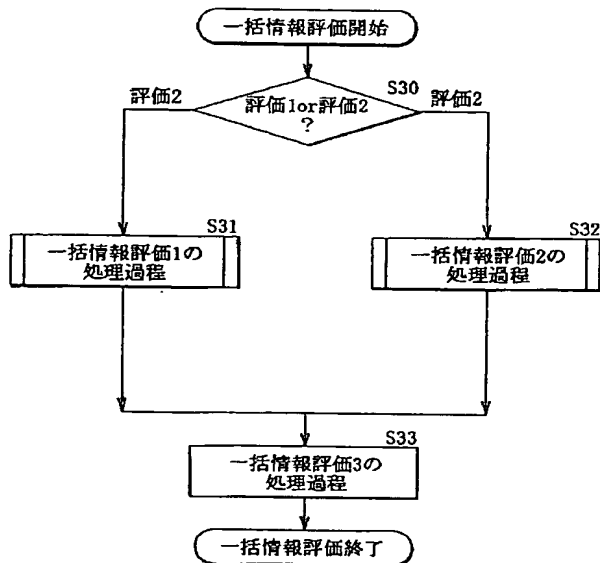 一括情報評価開始
S30
評価1or評価2
?
評価2
評価2
S31
一括情報評価1の
処理過程
S32
一括情報評価2の
処理過程
S33
一括情報評価3の
処理過程
一括情報評価終了